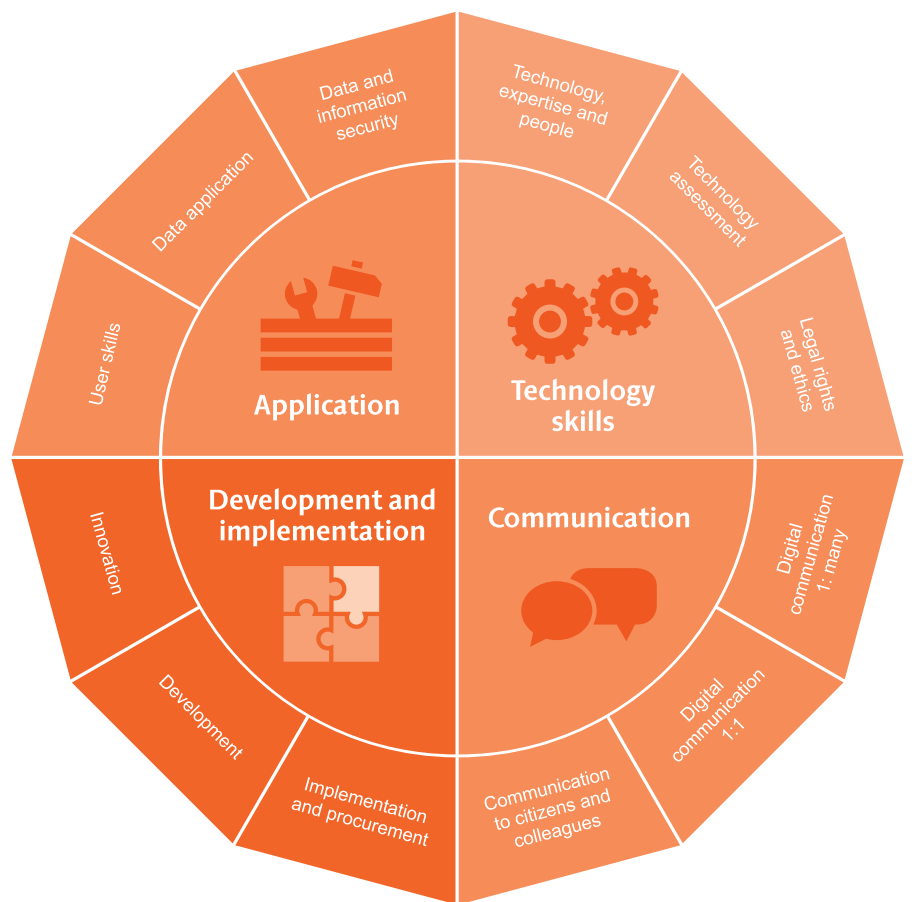 Data and
information
security
Technology,
expertise and
people
Data application
Technology
assessment
User skills
Legal rights
and ethics
Application
Technology
skills
Development and
implementation
Communication
Innovation
Digital
communication
1: many
Development
Digital
communication
1:1
Implementation
and procurement
Communication
to citizens and
colleagues